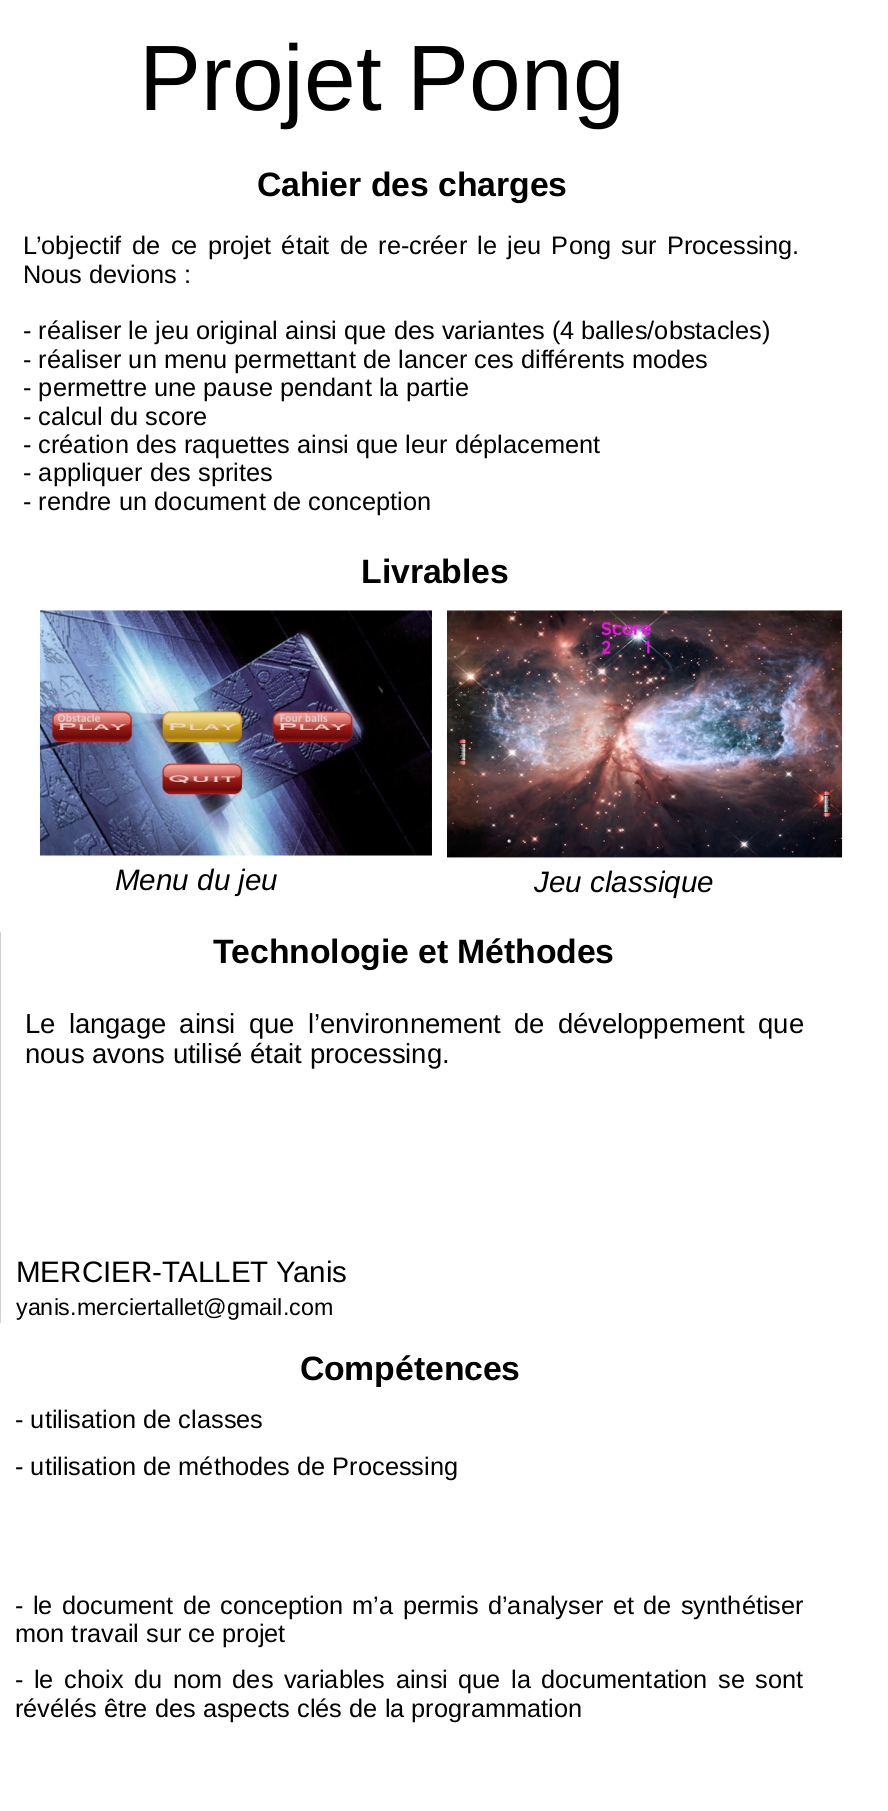 Projet Pong
Cahier des charges
L’objectif de ce projet était de re-créer le jeu Pong sur Processing.
Nous devions :
- réaliser le jeu original ainsi que des variantes (4 balles/obstacles)
- réaliser un menu permettant de lancer ces différents modes
- permettre une pause pendant la partie
- calcul du score
- création des raquettes ainsi que leur déplacement
- appliquer des sprites
- rendre un document de conception
Livrables
Obstacle
PLAY
PLAY
Four balls
PLAY
QUIT
Score
2 1
Menu du jeu
Jeu classique
Technologie et Méthodes
Le langage ainsi que l’environnement de développement que
nous avons utilisé était processing.
MERCIER-TALLET Yanis
yanis.merciertallet@gmail.com
Compétences
- utilisation de classes
- utilisation de méthodes de Processing
- le document de conception m’a permis d’analyser et de synthétiser
mon travail sur ce projet
- le choix du nom des variables ainsi que la documentation se sont
révélés être des aspects clés de la programmation